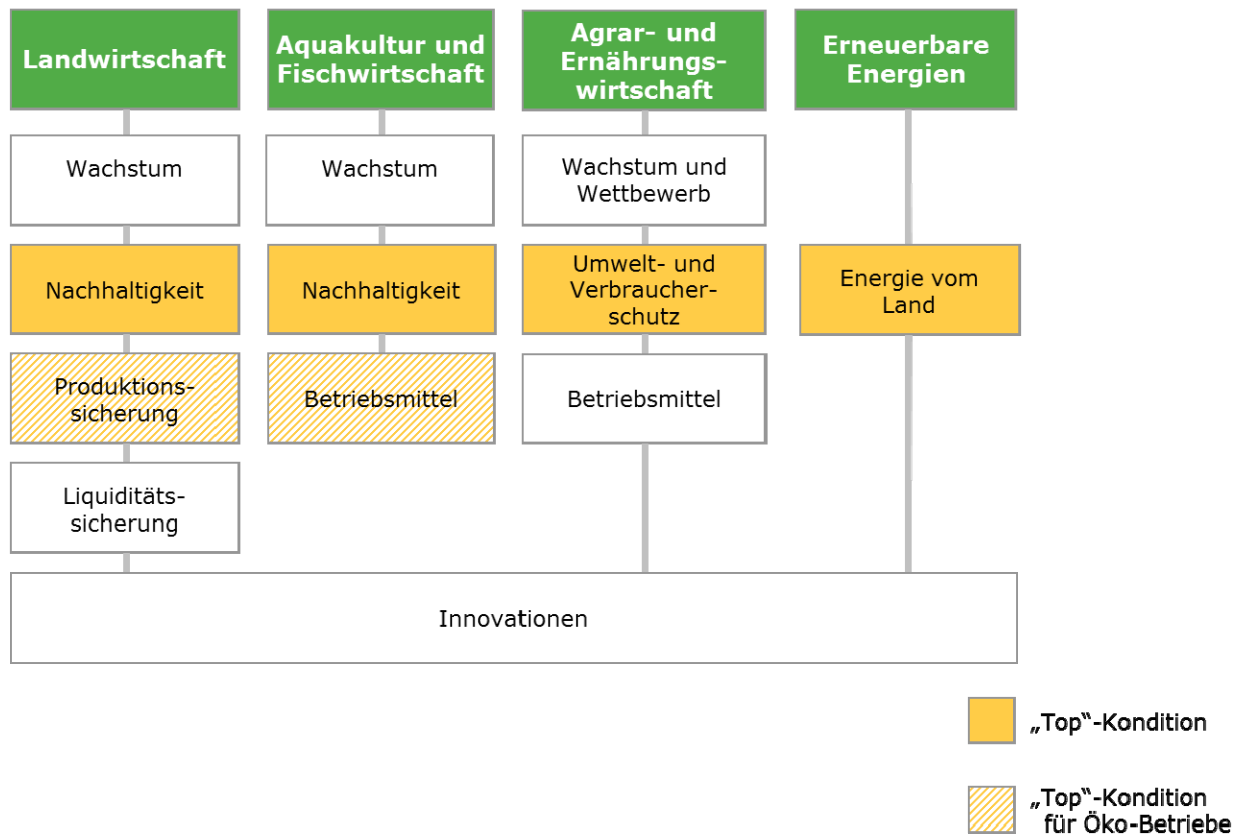 Landwirtschaft
Aquakultur und
Fischwirtschaft
Agrar- und
Ernährungs-
wirtschaft
Erneuerbare
Energien
Wachstum
Wachstum
Wachstum und
Wettbewerb
Nachhaltigkeit
Nachhaltigkeit
Umwelt- und
Verbraucher-
schutz
Energie vom
Land
Produktions-
sicherung
Betriebsmittel
Betriebsmittel
Liquiditäts-
sicherung
Innovationen
„Top“-Kondition
„Top“-Kondition
für Öko-Betriebe